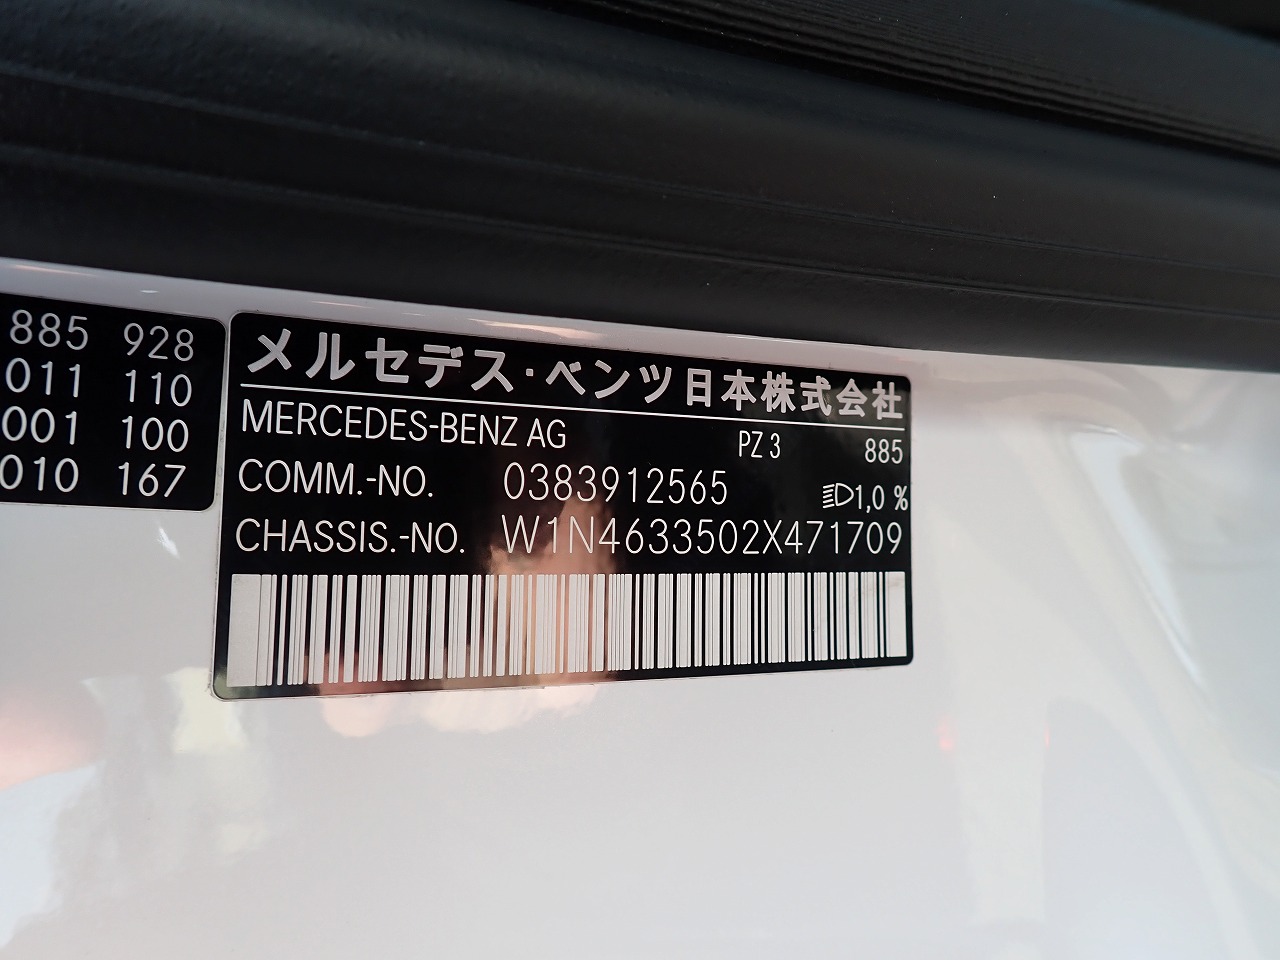 885 928
011 110
001 100
010 167
メルセデス・ベンツ日本株式会社
MERCEDES-BENZ AG PZ 3 885
COMM.-NO. 0383912565 1,0 %
CHASSIS.-NO. W1N4633502X471709